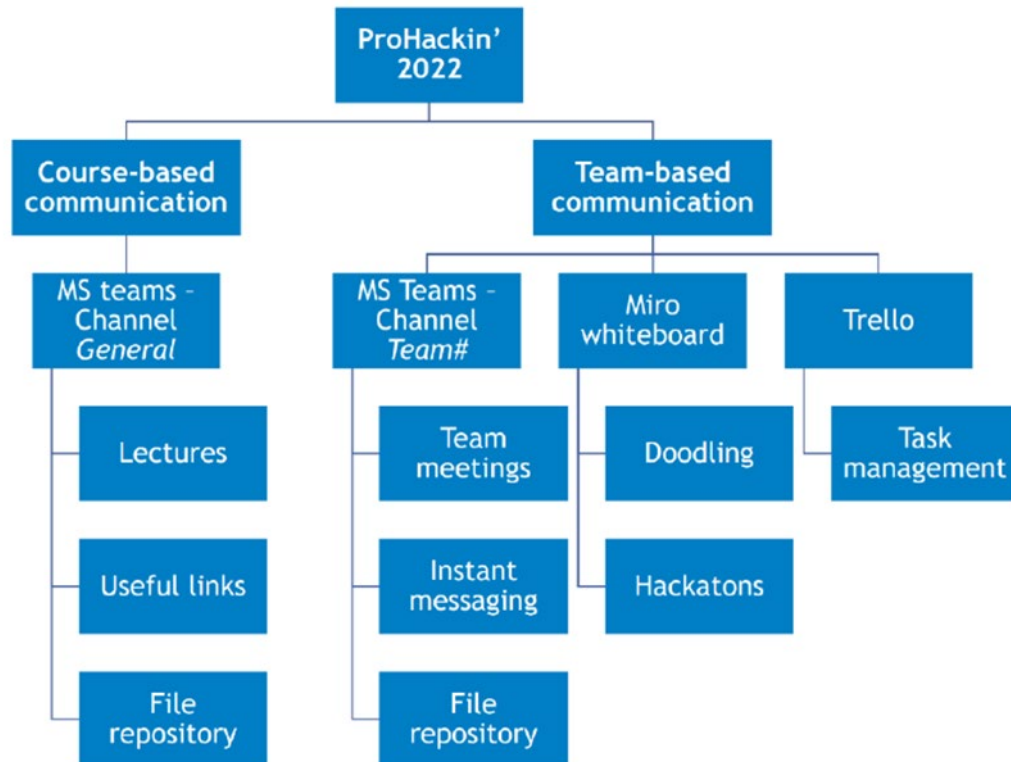 ProHackin’
2022
Course-based
communication
Team-based
communication
MS teams –
Channel
General
MS Teams –
Channel
Team#
Miro
whiteboard
Trello
Lectures
Team
meetings
Doodling
Task
management
Useful links
Instant
messaging
Hackatons
File
repository
File
repository